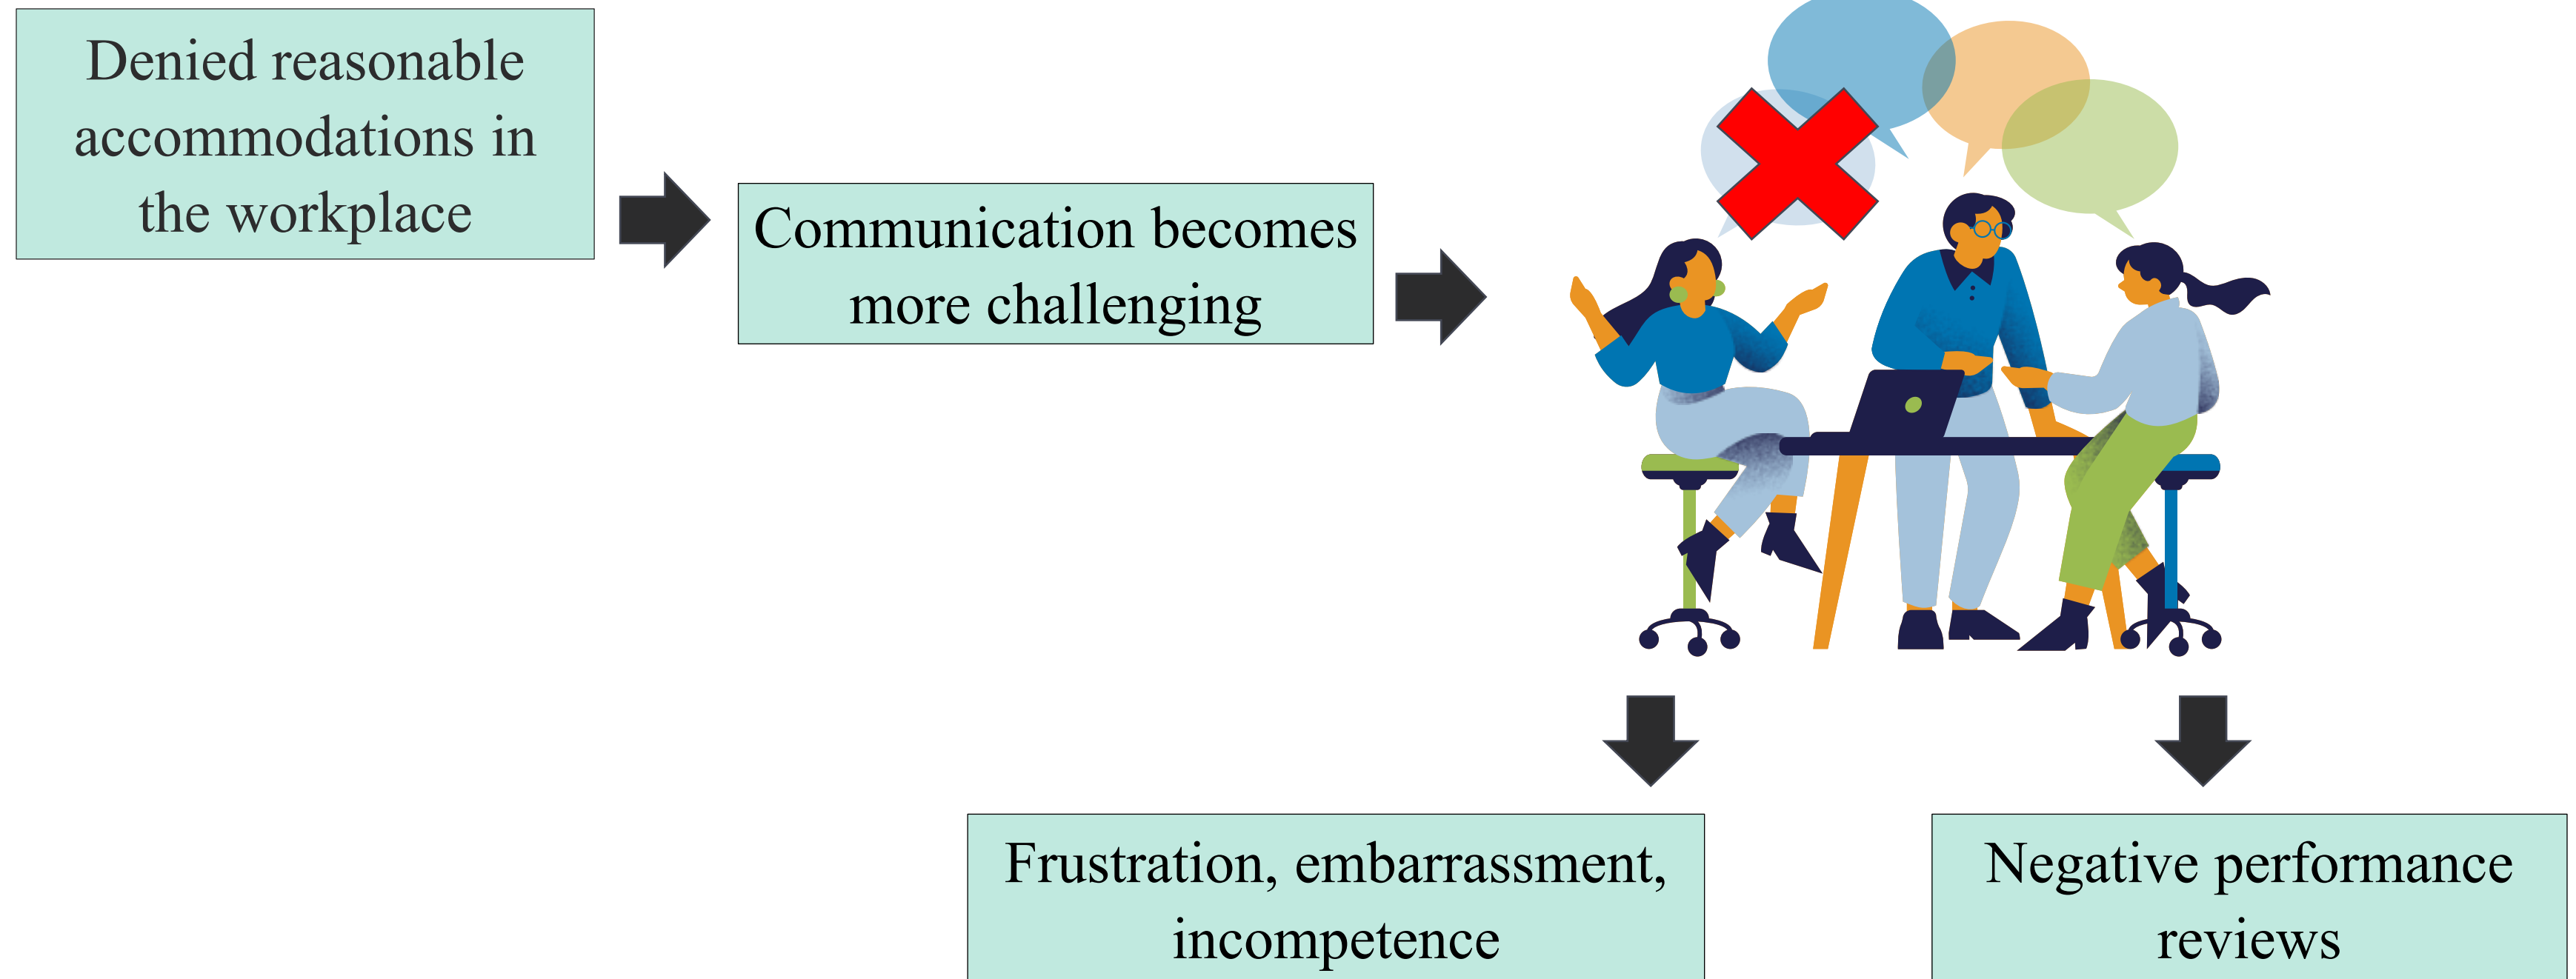 Denied reasonable
accommodations in
the workplace
Communication becomes
more challenging
Frustration, embarrassment,
incompetence
Negative performance
reviews